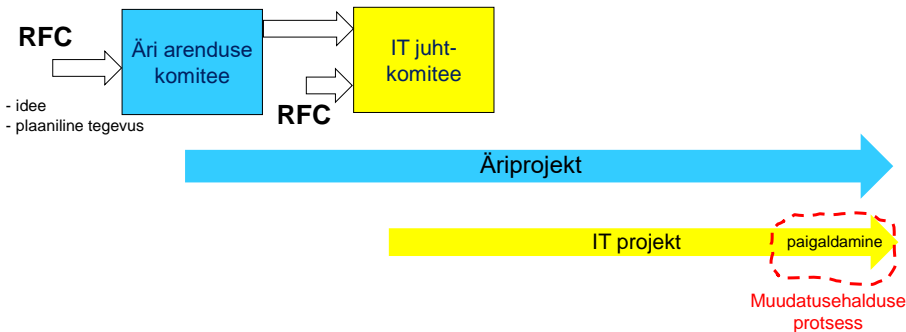 RFC
Äri arenduse
komitee
IT juht-
komitee
- idee
- plaaniline tegevus
RFC
Äriprojekt
IT projekt
paigaldamine
Muudatusehalduse
protsess